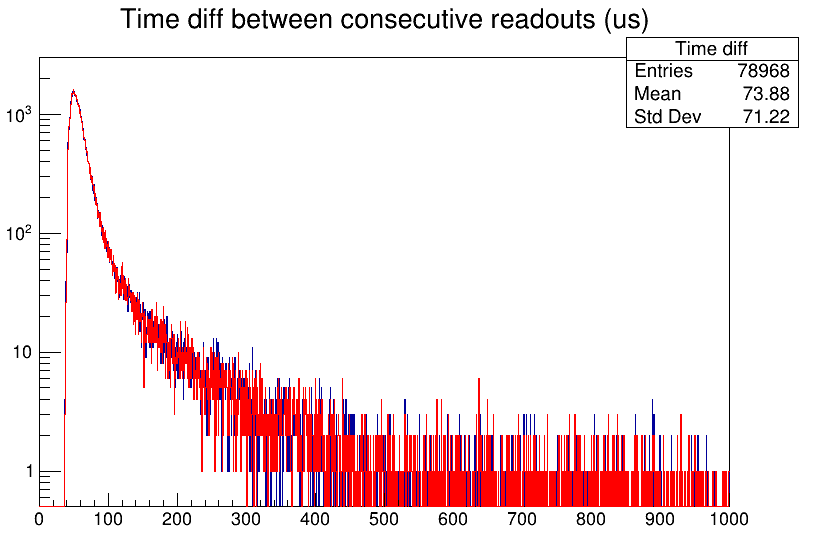 Time diff between consecutive readouts (us)
Time diff
Entries 78968
Mean 73.88
Std Dev 71.22
10³
10²
10
1
0 100 200 300 400 500 600 700 800 900 1000